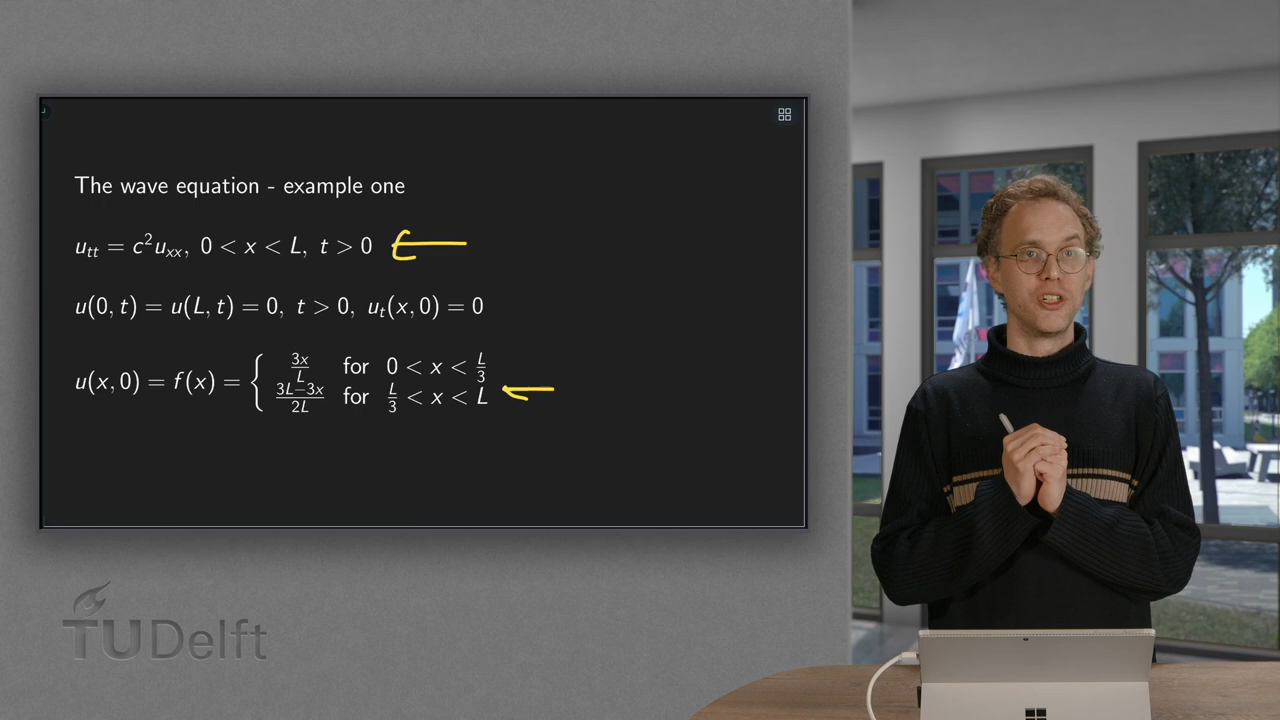 The wave equation - example one
u_tt = c²u_xx, 0 < x < L, t > 0
u(0, t) = u(L, t) = 0, t > 0, u_t(x, 0) = 0
u(x, 0) = f(x) = { 3x/L for 0 < x < L/3
(3L−3x)/2L for L/3 < x < L
TUDelft